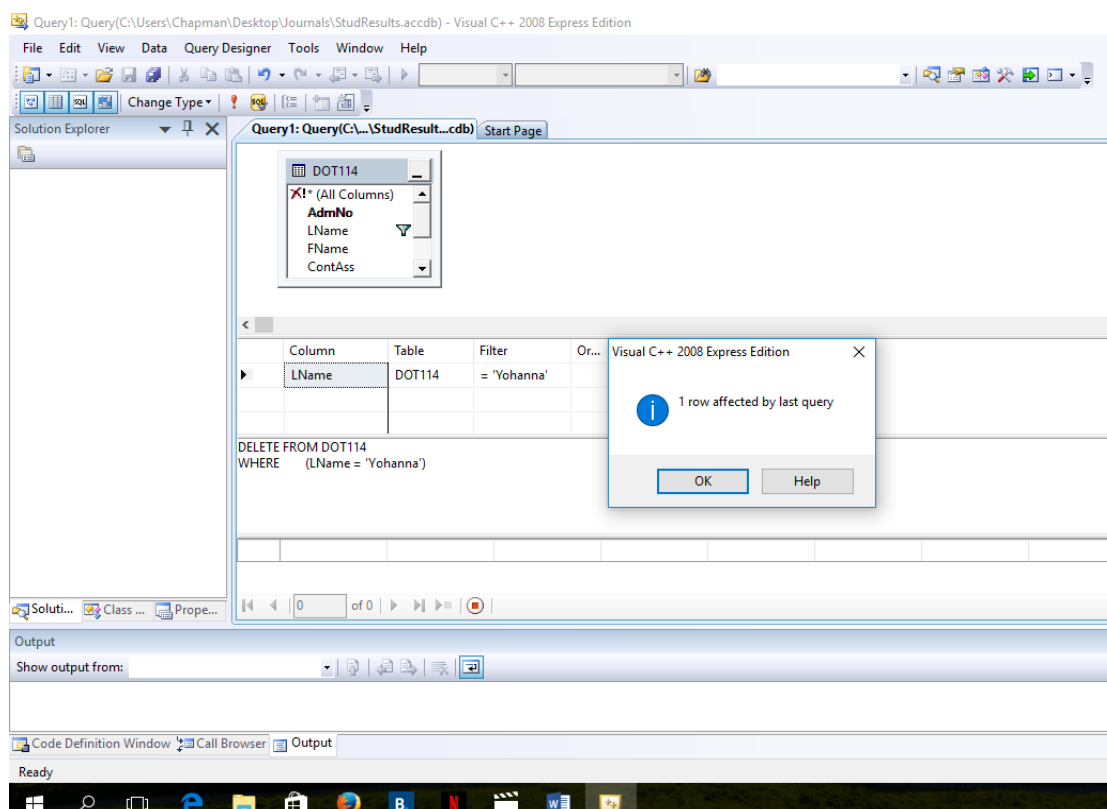 Query1: Query(C:\Users\Chapman\Desktop\Journals\StudResults.accdb) - Visual C++ 2008 Express Edition
File Edit View Data Query Designer Tools Window Help
Change Type
Solution Explorer
Query1: Query(C:\...\StudResult...cdb) Start Page
DOT114
* (All Columns)
AdmNo
LName
FName
ContAss
Column Table Filter Or...
LName DOT114 = 'Yohanna'
Visual C++ 2008 Express Edition
1 row affected by last query
OK Help
DELETE FROM DOT114
WHERE (LName = 'Yohanna')
0 of 0
Soluti... Class ... Prope...
Output
Show output from:
Code Definition Window Call Browser Output
Ready
B.
N
W